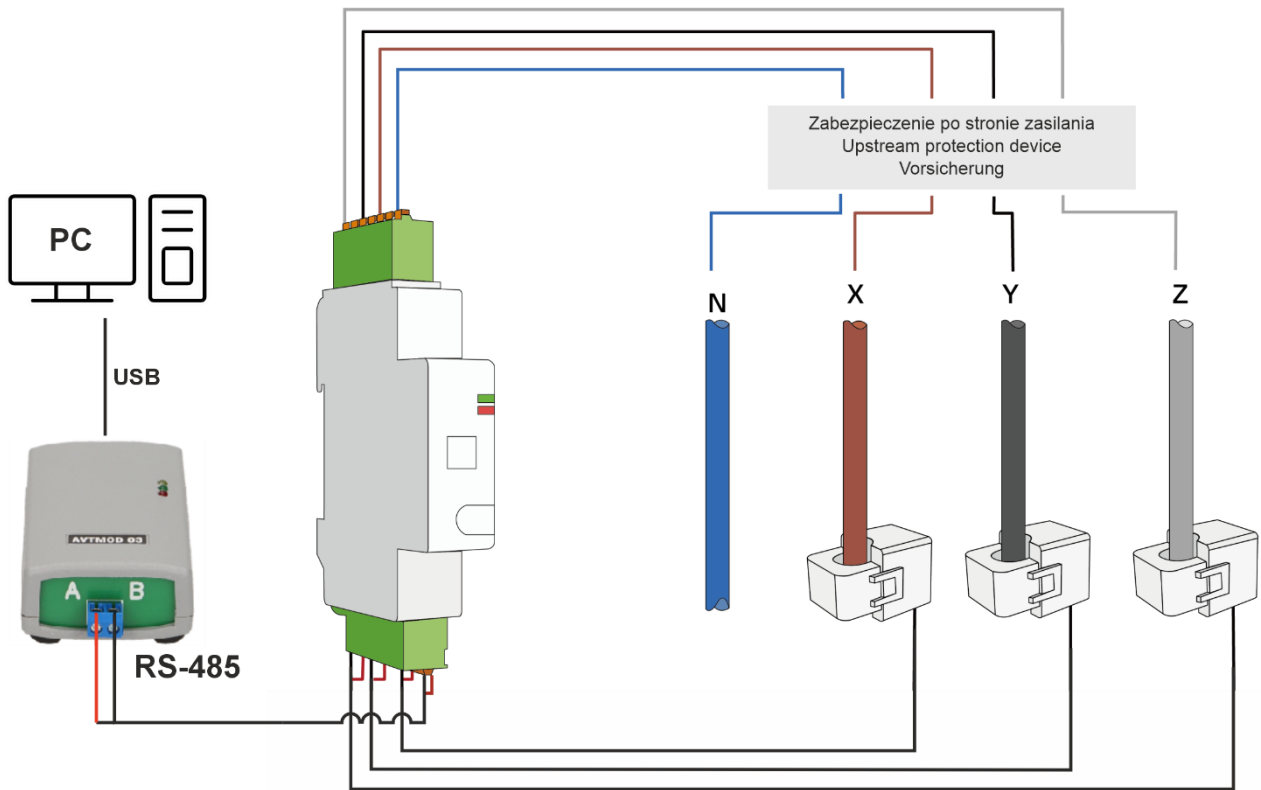 Zabezpieczenie po stronie zasilania
Upstream protection device
Vorsicherung
PC
N
X
Y
Z
USB
AVTMOD 03
A
B
RS-485